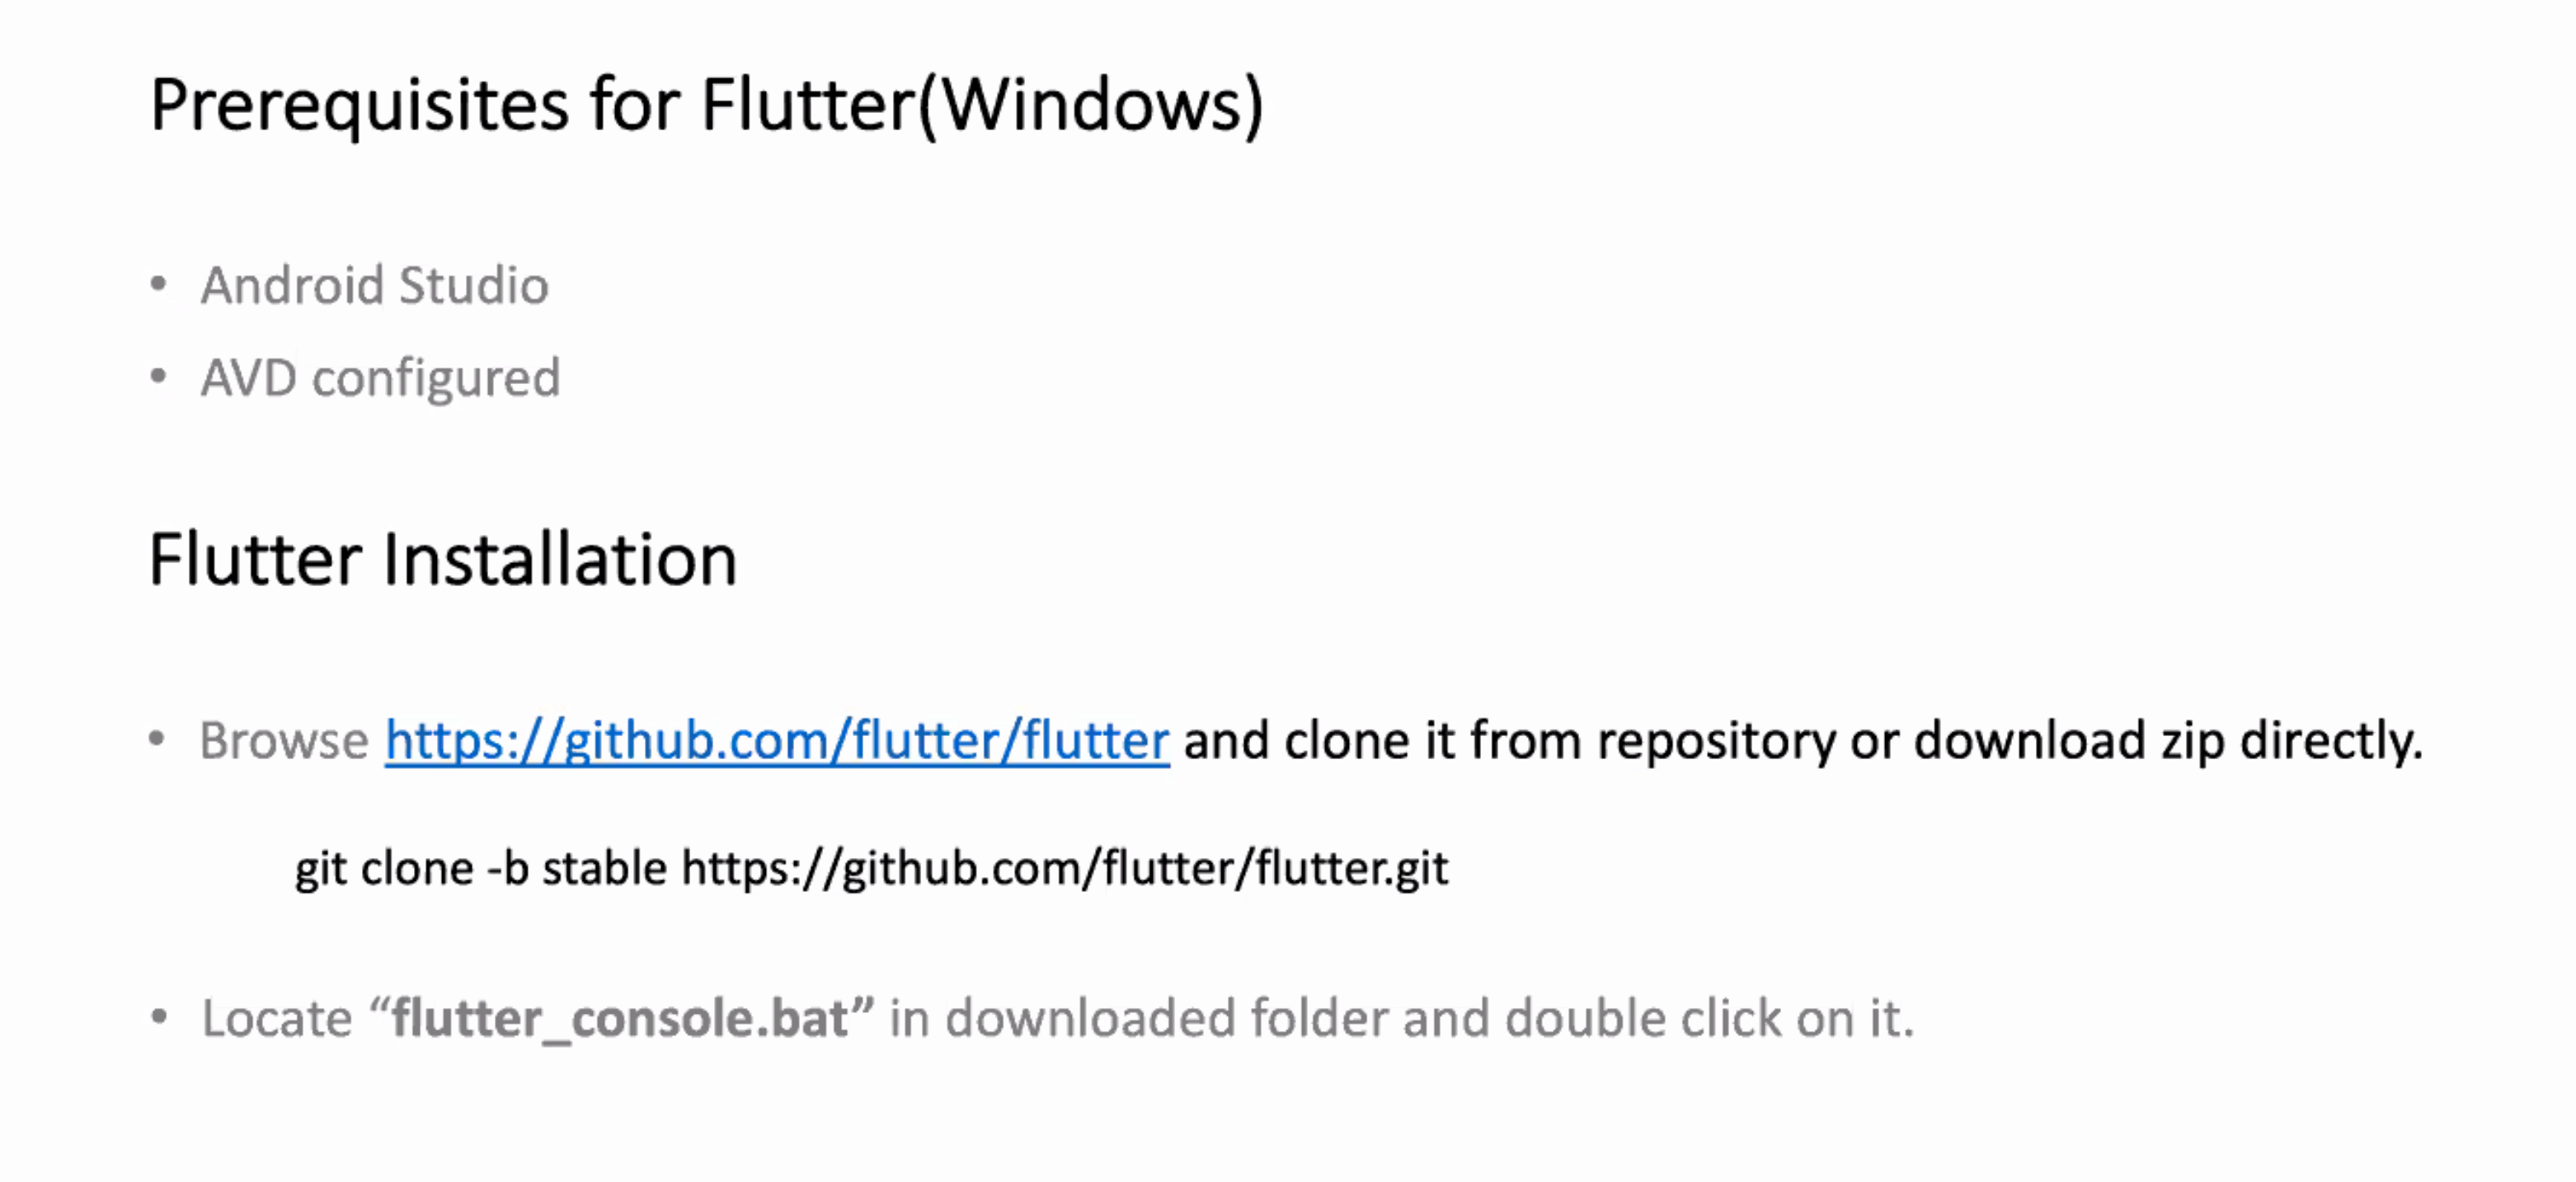 Prerequisites for Flutter(Windows)
• Android Studio
• AVD configured
Flutter Installation
• Browse https://github.com/flutter/flutter and clone it from repository or download zip directly.
git clone -b stable https://github.com/flutter/flutter.git
• Locate “flutter_console.bat” in downloaded folder and double click on it.